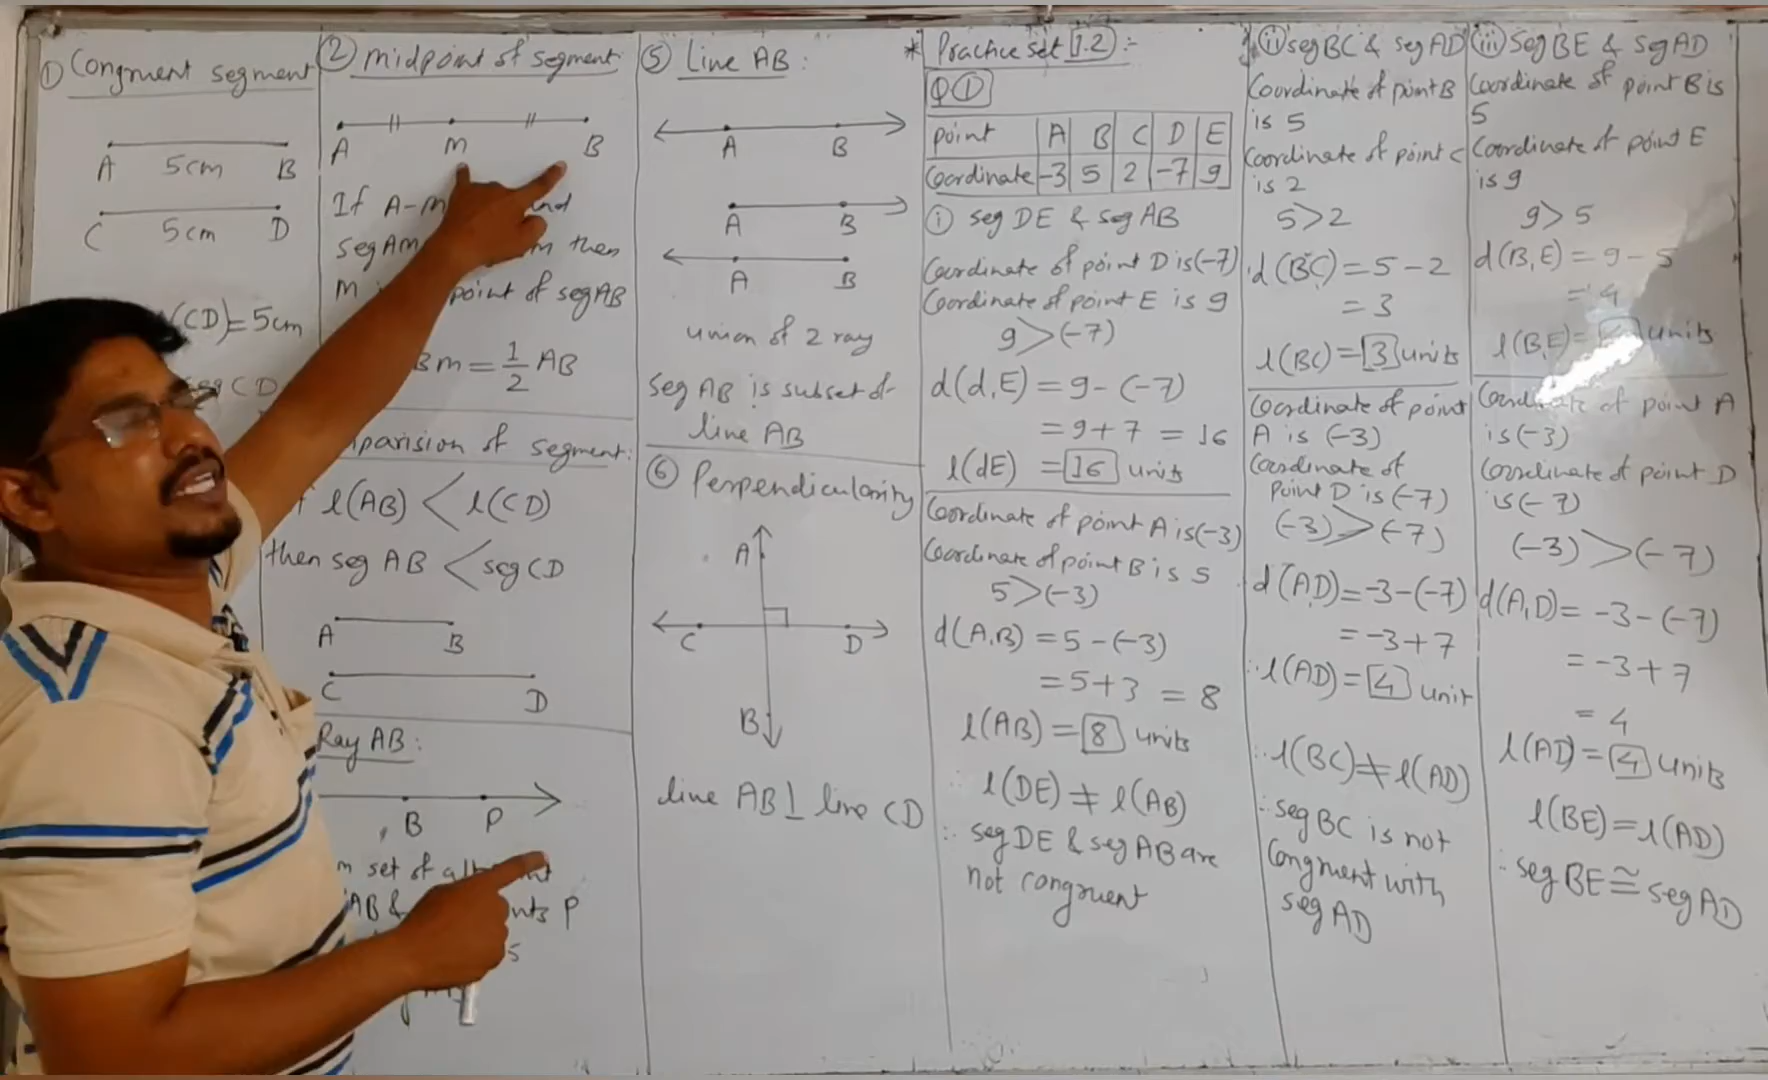 ① Congruent segment
A 5cm B
C 5cm D
(CD)=5cm
seg CD
② midpoint of segment
A M B
If A-M and
seg AM then
M point of seg AB
BM = 1/2 AB
parision of segment:
l(AB) < l(CD)
then seg AB < seg CD
A B
C D
Ray AB:
B P
set of all
AB & P
⑤ Line AB:
A B
A B
A B
union of 2 ray
seg AB is subset of
line AB
⑥ Perpendicularity
A
C D
B
line AB ⊥ line CD
* Practice set 1.2 :-
Q①
point A B C D E
Coordinate -3 5 2 -7 9
ⓘ seg DE & seg AB
Coordinate of point D is (-7)
Coordinate of point E is 9
9 > (-7)
d(d,E) = 9 - (-7)
= 9+7 = 16
l(dE) = 16 units
Coordinate of point A is (-3)
Coordinate of point B is 5
5 > (-3)
d(A,B) = 5 - (-3)
= 5+3 = 8
l(AB) = 8 units
∴ l(DE) ≠ l(AB)
∴ seg DE & seg AB are
not congruent
ⅱ seg BC & seg AD
Coordinate of point B
is 5
Coordinate of point C
is 2
5>2
d(B,C) = 5 - 2
= 3
l(BC) = 3 units
Coordinate of point
A is (-3)
Coordinate of
point D is (-7)
(-3) > (-7)
d(A,D) = -3-(-7)
= -3+7
∴ l(AD) = 4 unit
∴ l(BC) ≠ l(AD)
∴ seg BC is not
Congruent with
seg AD
ⅲ Seg BE & seg AD
Coordinate of point B is
5
Coordinate of point E
is 9
9 > 5
d(B,E) = 9 - 5
= 4
l(B,E) = 4 units
Coordinate of point A
is (-3)
Coordinate of point D
is (-7)
(-3) > (-7)
d(A,D) = -3-(-7)
= -3+7
= 4
l(AD) = 4 units
l(BE) = l(AD)
∴ seg BE ≅ seg AD